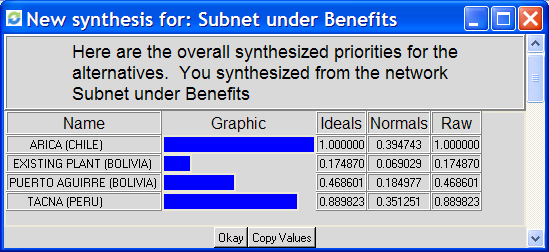 New synthesis for: Subnet under Benefits
Here are the overall synthesized priorities for the
alternatives. You synthesized from the network
Subnet under Benefits
Name Graphic Ideals Normals Raw
ARICA (CHILE) 1.000000 0.394743 1.000000
EXISTING PLANT (BOLIVIA) 0.174870 0.069029 0.174870
PUERTO AGUIRRE (BOLIVIA) 0.468601 0.184977 0.468601
TACNA (PERU) 0.889823 0.351251 0.889823
Okay Copy Values